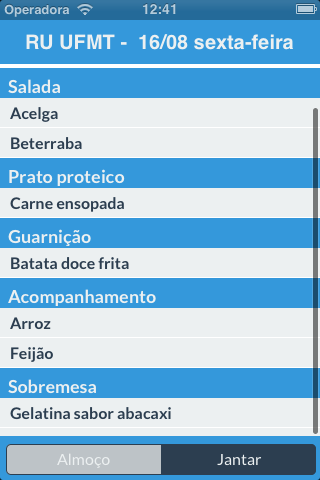 Operadora 12:41
RU UFMT - 16/08 sexta-feira
Salada
Acelga
Beterraba
Prato proteico
Carne ensopada
Guarnição
Batata doce frita
Acompanhamento
Arroz
Feijão
Sobremesa
Gelatina sabor abacaxi
Almoço Jantar